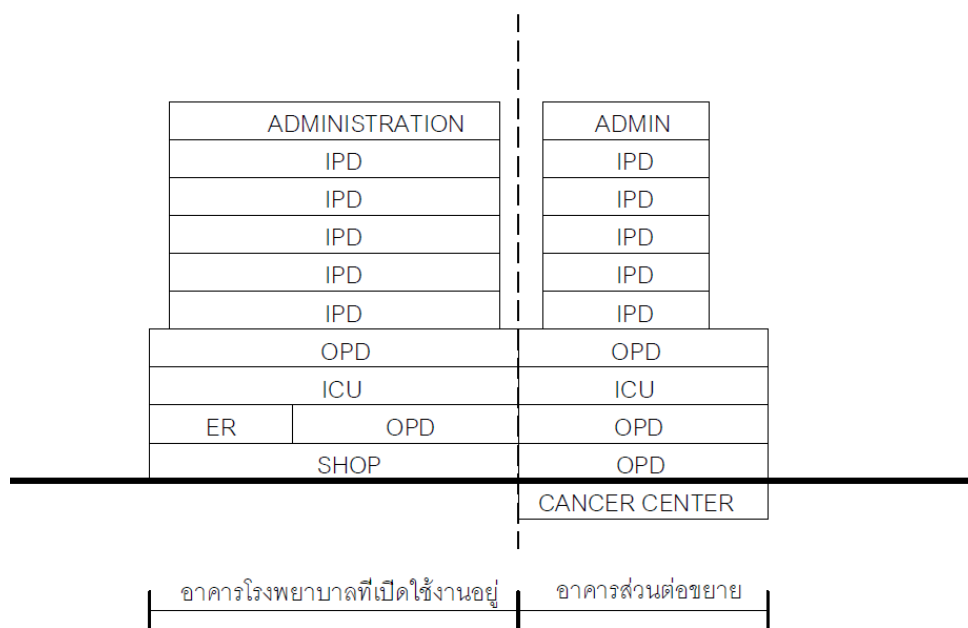 ADMINISTRATION ADMIN
IPD IPD
IPD IPD
IPD IPD
IPD IPD
IPD IPD
OPD OPD
ICU ICU
ER OPD OPD
SHOP OPD
CANCER CENTER
อาคารโรงพยาบาลที่เปิดใช้งานอยู่ อาคารส่วนต่อขยาย